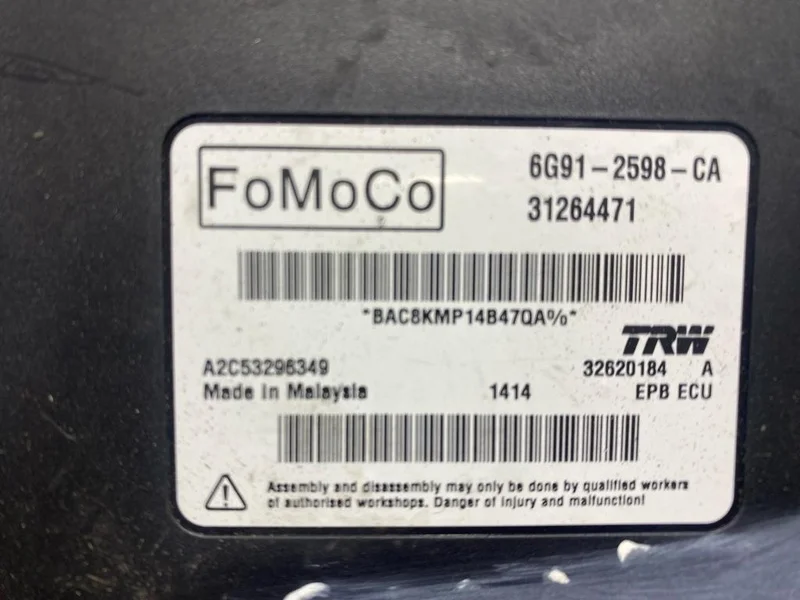 FoMoCo
6G91-2598-CA
31264471
*BAC8KMP14B47QA%*
TRW
A2C53296349
32620184 A
Made in Malaysia
1414
EPB ECU
Assembly and disassembly may only be done by qualified workers
of authorised workshops. Danger of injury and malfunction!